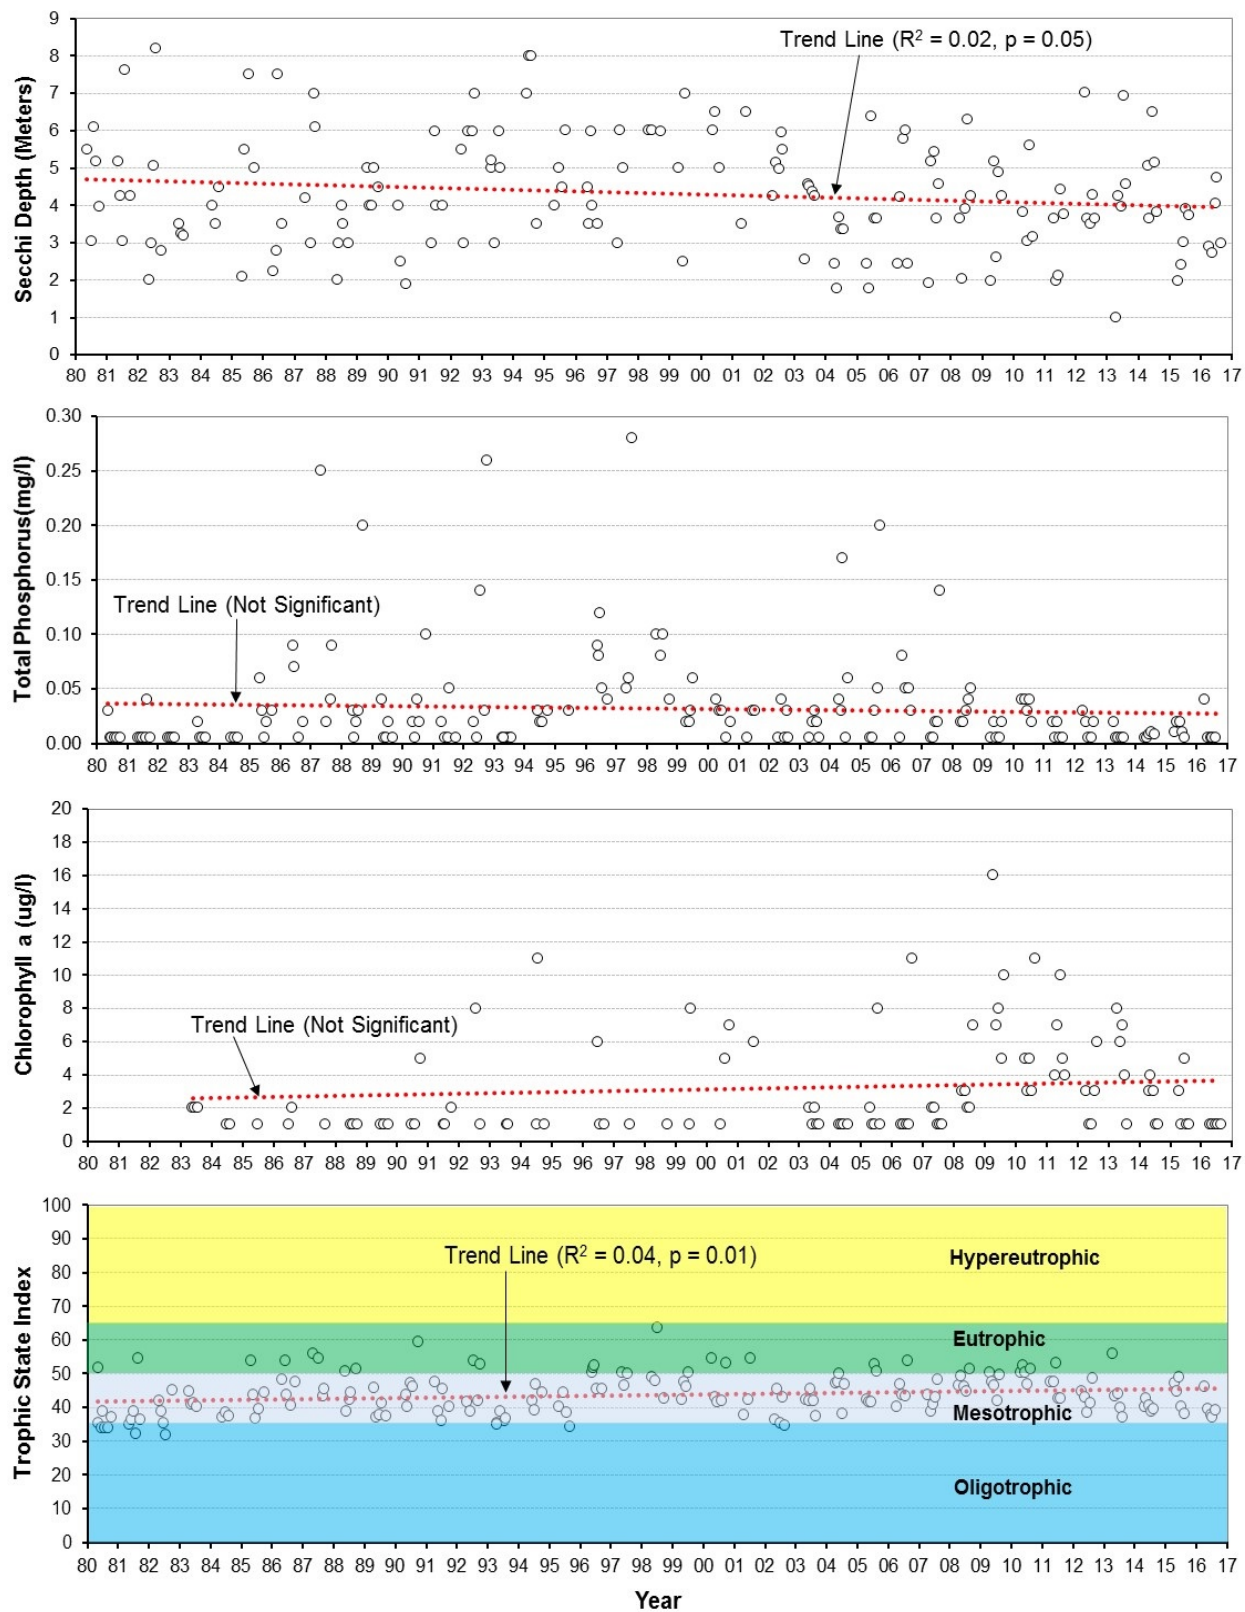 Secchi Depth (Meters)
9
8
7
6
5
4
3
2
1
0
Trend Line (R² = 0.02, p = 0.05)
80 81 82 83 84 85 86 87 88 89 90 91 92 93 94 95 96 97 98 99 00 01 02 03 04 05 06 07 08 09 10 11 12 13 14 15 16 17
Total Phosphorus(mg/l)
0.30
0.25
0.20
0.15
0.10
0.05
0.00
Trend Line (Not Significant)
80 81 82 83 84 85 86 87 88 89 90 91 92 93 94 95 96 97 98 99 00 01 02 03 04 05 06 07 08 09 10 11 12 13 14 15 16 17
Chlorophyll a (ug/l)
20
18
16
14
12
10
8
6
4
2
0
Trend Line (Not Significant)
80 81 82 83 84 85 86 87 88 89 90 91 92 93 94 95 96 97 98 99 00 01 02 03 04 05 06 07 08 09 10 11 12 13 14 15 16 17
Trophic State Index
100
90
80
70
60
50
40
30
20
10
0
Trend Line (R² = 0.04, p = 0.01)
Hypereutrophic
Eutrophic
Mesotrophic
Oligotrophic
80 81 82 83 84 85 86 87 88 89 90 91 92 93 94 95 96 97 98 99 00 01 02 03 04 05 06 07 08 09 10 11 12 13 14 15 16 17
Year